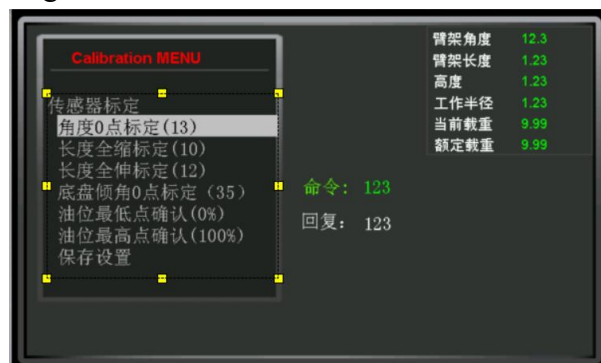 Calibration MENU
传感器标定
角度0点标定(13)
长度全缩标定(10)
长度全伸标定(12)
底盘倾角0点标定（35）
油位最低点确认(0%)
油位最高点确认(100%)
保存设置
臂架角度 12.3
臂架长度 1.23
高度 1.23
工作半径 1.23
当前载重 9.99
额定载重 9.99
命令: 123
回复: 123